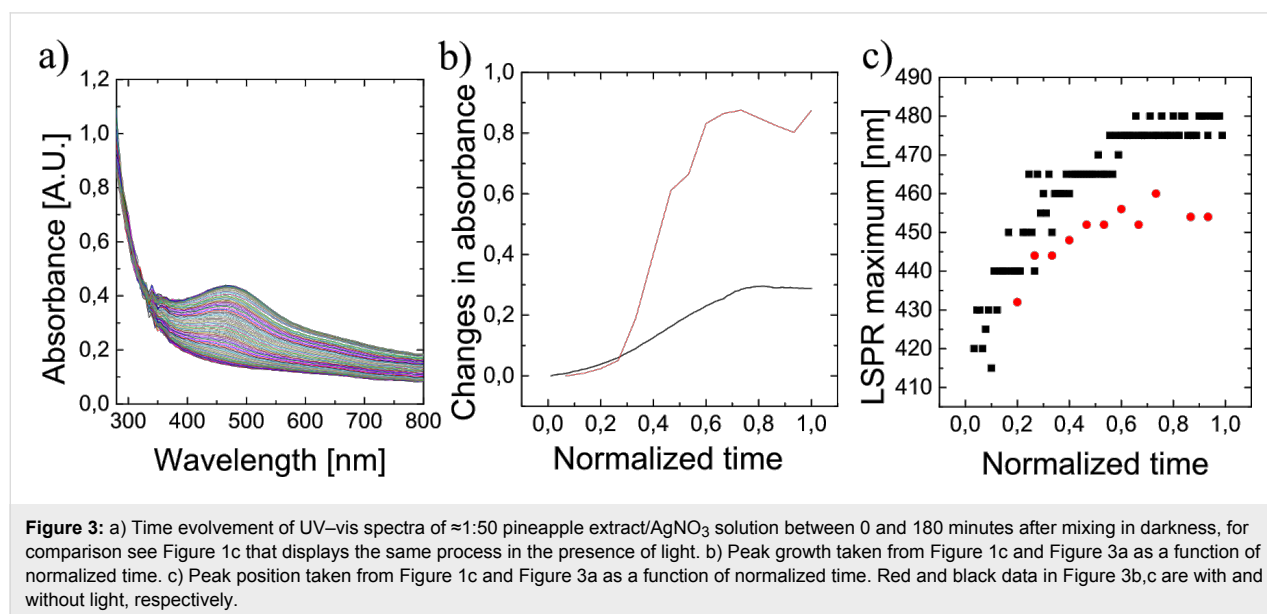 a)
1,2
1,0
0,8
0,6
0,4
0,2
0,0
Absorbance [A.U.]
300 400 500 600 700 800
Wavelength [nm]
b)
1,0
0,8
0,6
0,4
0,2
0,0
Changes in absorbance
0,0 0,2 0,4 0,6 0,8 1,0
Normalized time
c)
490
480
470
460
450
440
430
420
410
LSPR maximum [nm]
0,0 0,2 0,4 0,6 0,8 1,0
Normalized time
Figure 3: a) Time evolvement of UV–vis spectra of ≈1:50 pineapple extract/AgNO₃ solution between 0 and 180 minutes after mixing in darkness, for
comparison see Figure 1c that displays the same process in the presence of light. b) Peak growth taken from Figure 1c and Figure 3a as a function of
normalized time. c) Peak position taken from Figure 1c and Figure 3a as a function of normalized time. Red and black data in Figure 3b,c are with and
without light, respectively.